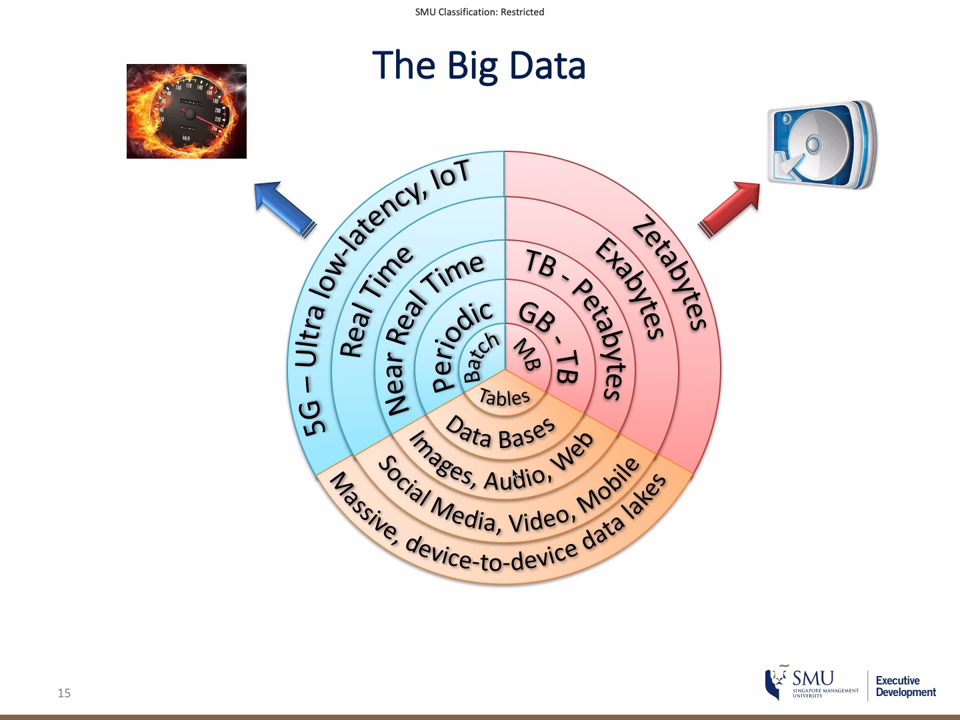 SMU Classification: Restricted
The Big Data
5G – Ultra low-latency, IoT
Real Time
Near Real Time
Periodic
Batch
Zetabytes
Exabytes
TB - Petabytes
GB - TB
MB
Tables
Data Bases
Images, Audio, Web
Social Media, Video, Mobile
Massive, device-to-device data lakes
15
SMU
SINGAPORE MANAGEMENT
UNIVERSITY
Executive
Development